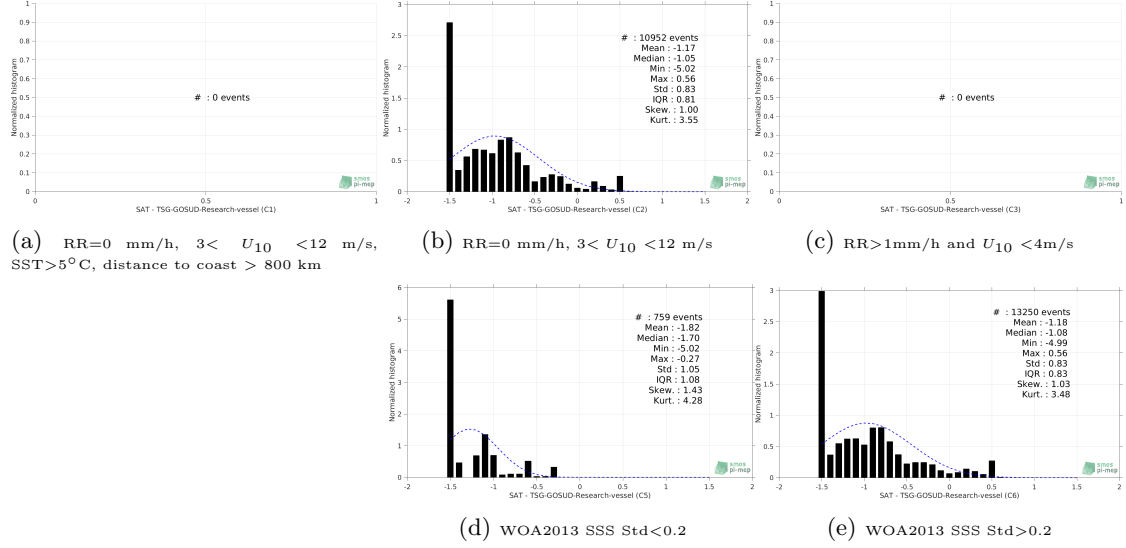 1
0.9
0.8
0.7
0.6
0.5
0.4
0.3
0.2
0.1
0
Normalized histogram
# : 0 events
smos
pi-mep
0 0.5 1
SAT - TSG-GOSUD-Research-vessel (C1)
3
2.5
2
1.5
1
0.5
0
Normalized histogram
# : 10952 events
Mean : -1.17
Median : -1.05
Min : -5.02
Max : 0.56
Std : 0.83
IQR : 0.81
Skew. : 1.00
Kurt. : 3.55
smos
pi-mep
-2 -1.5 -1 -0.5 0 0.5 1 1.5 2
SAT - TSG-GOSUD-Research-vessel (C2)
1
0.9
0.8
0.7
0.6
0.5
0.4
0.3
0.2
0.1
0
Normalized histogram
# : 0 events
smos
pi-mep
0 0.5 1
SAT - TSG-GOSUD-Research-vessel (C3)
(a) RR=0 mm/h, 3< U10 <12 m/s,
SST>5°C, distance to coast > 800 km
(b) RR=0 mm/h, 3< U10 <12 m/s
(c) RR>1mm/h and U10 <4m/s
6
5
4
3
2
1
0
Normalized histogram
# : 759 events
Mean : -1.82
Median : -1.70
Min : -5.02
Max : -0.27
Std : 1.05
IQR : 1.08
Skew. : 1.43
Kurt. : 4.28
smos
pi-mep
-2 -1.5 -1 -0.5 0 0.5 1 1.5 2
SAT - TSG-GOSUD-Research-vessel (C5)
3
2.5
2
1.5
1
0.5
0
Normalized histogram
# : 13250 events
Mean : -1.18
Median : -1.08
Min : -4.99
Max : 0.56
Std : 0.83
IQR : 0.83
Skew. : 1.03
Kurt. : 3.48
smos
pi-mep
-2 -1.5 -1 -0.5 0 0.5 1 1.5 2
SAT - TSG-GOSUD-Research-vessel (C6)
(d) WOA2013 SSS Std<0.2
(e) WOA2013 SSS Std>0.2